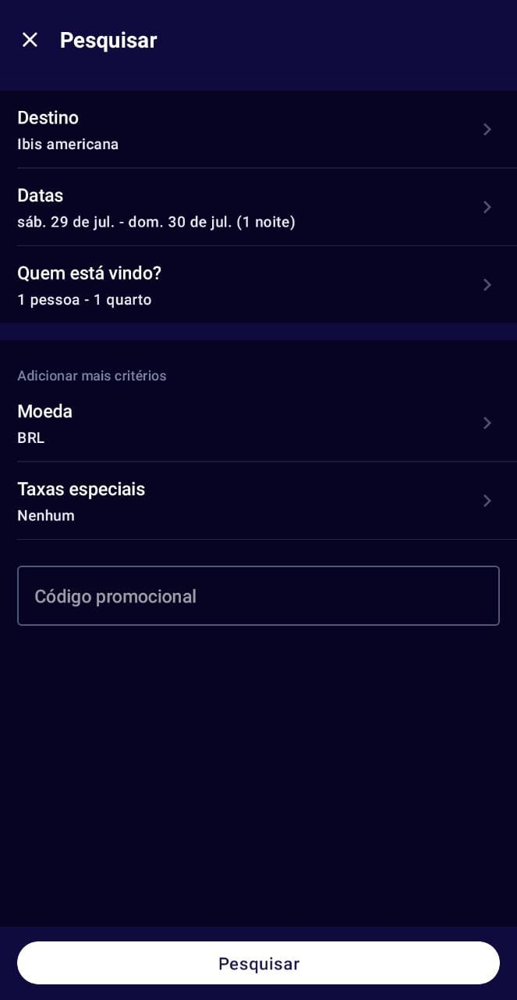 Pesquisar
Destino
Ibis americana
Datas
sáb. 29 de jul. - dom. 30 de jul. (1 noite)
Quem está vindo?
1 pessoa - 1 quarto
Adicionar mais critérios
Moeda
BRL
Taxas especiais
Nenhum
Código promocional
Pesquisar